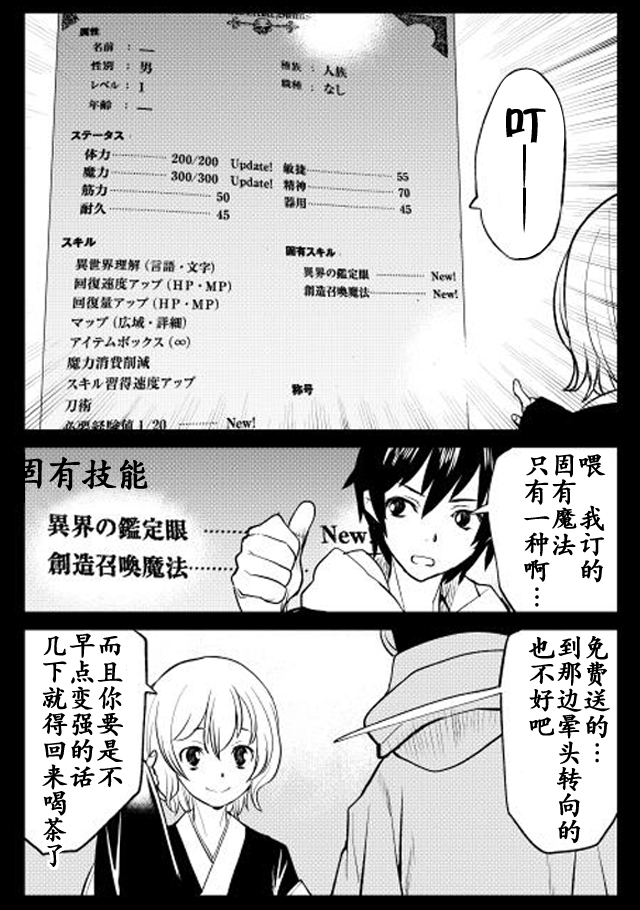 属性
名前：―
性別：男
レベル：1
年齢：―
種族：人族
職種：なし
ステータス
体力………200/200 Update!
魔力………300/300 Update!
筋力………50
耐久………45
敏捷………55
精神………70
器用………45
スキル
異世界理解（言語・文字）
回復速度アップ（HP・MP）
回復量アップ（HP・MP）
マップ（広域・詳細）
アイテムボックス（∞）
魔力消費削減
スキル習得速度アップ
刀術
必要経験値1/20………New!
固有スキル
異界の鑑定眼………New!
創造召喚魔法………New!
称号
叮――
固有技能
異界の鑑定眼………New!
創造召喚魔法………
喂 我订的
固有魔法
只有一种啊…
免费送的…
到那边晕头转向的
也不好吧
而且你要是不
早点变强的话
几下就得回来喝茶了